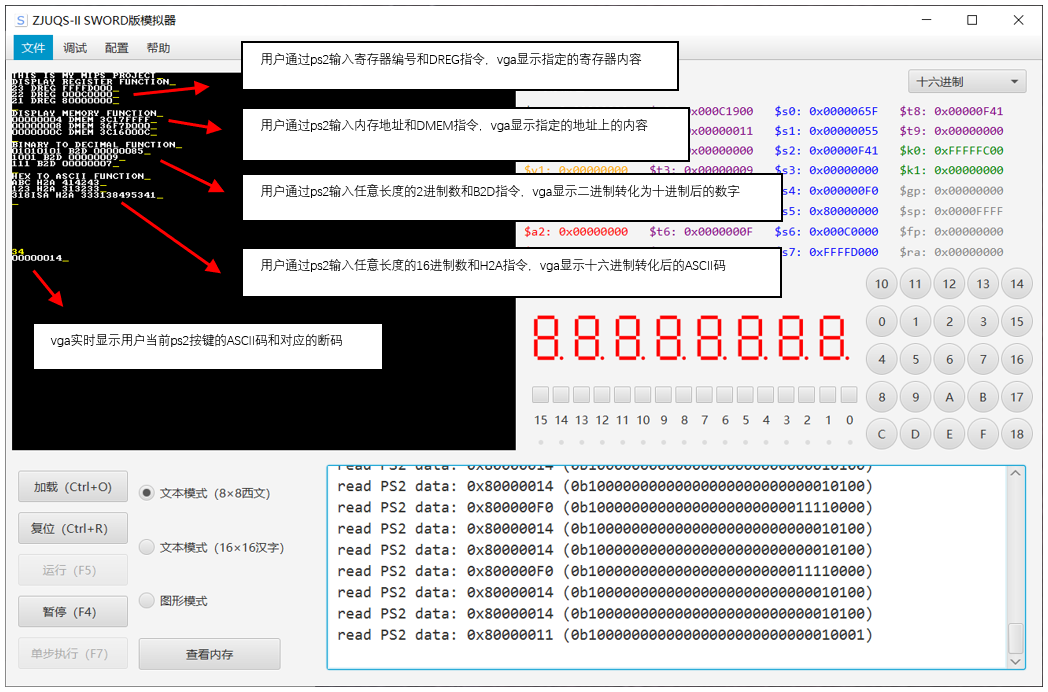 ZJUQS-II SWORD版模拟器
文件 调试 配置 帮助
THIS IS MY MIPS PROJECT_
DISPLAY REGISTER FUNCTION_
23 DREG FFFFD000_
22 DREG 000C0000_
21 DREG 80000000_
DISPLAY MEMORY FUNCTION_
00000004 DMEM 3C17FFFF_
00000008 DMEM 36F7D000_
0000000C DMEM 3C16000C_
BINARY TO DECIMAL FUNCTION_
01010101 B2D 00000085_
1001 B2D 00000009_
111 B2D 00000007_
HEX TO ASCII FUNCTION_
ABC H2A 414243_
123 H2A 313233_
3181SA H2A 333138495341_
34
00000014_
用户通过ps2输入寄存器编号和DREG指令，vga显示指定的寄存器内容
用户通过ps2输入内存地址和DMEM指令，vga显示指定的地址上的内容
用户通过ps2输入任意长度的2进制数和B2D指令，vga显示二进制转化为十进制后的数字
用户通过ps2输入任意长度的16进制数和H2A指令，vga显示十六进制转化后的ASCII码
vga实时显示用户当前ps2按键的ASCII码和对应的断码
十六进制
x000C1900 $s0: 0x0000065F $t8: 0x00000F41
x00000011 $s1: 0x00000055 $t9: 0x00000000
x00000000 $s2: 0x00000F41 $k0: 0xFFFFFC00
$v1: 0x00000000 $t3: 0x00000009 $s3: 0x00000000 $k1: 0x00000000
s4: 0x000000F0 $gp: 0x00000000
s5: 0x80000000 $sp: 0x0000FFFF
$a2: 0x00000000 $t6: 0x0000000F $s6: 0x000C0000 $fp: 0x00000000
s7: 0xFFFFD000 $ra: 0x00000000
10 11 12 13 14
0 1 2 3 15
4 5 6 7 16
8 9 A B 17
C D E F 18
8.8.8.8.8.8.8.8.
15 14 13 12 11 10 9 8 7 6 5 4 3 2 1 0
加载 (Ctrl+O)
复位 (Ctrl+R)
运行 (F5)
暂停 (F4)
单步执行 (F7)
文本模式 (8×8西文)
文本模式 (16×16汉字)
图形模式
查看内存
read PS2 data: 0x80000014 (0b10000000000000000000000000010100)
read PS2 data: 0x80000014 (0b10000000000000000000000000010100)
read PS2 data: 0x800000F0 (0b10000000000000000000000011110000)
read PS2 data: 0x80000014 (0b10000000000000000000000000010100)
read PS2 data: 0x80000014 (0b10000000000000000000000000010100)
read PS2 data: 0x800000F0 (0b10000000000000000000000011110000)
read PS2 data: 0x80000014 (0b10000000000000000000000000010100)
read PS2 data: 0x80000014 (0b10000000000000000000000000010100)
read PS2 data: 0x80000011 (0b10000000000000000000000000010001)